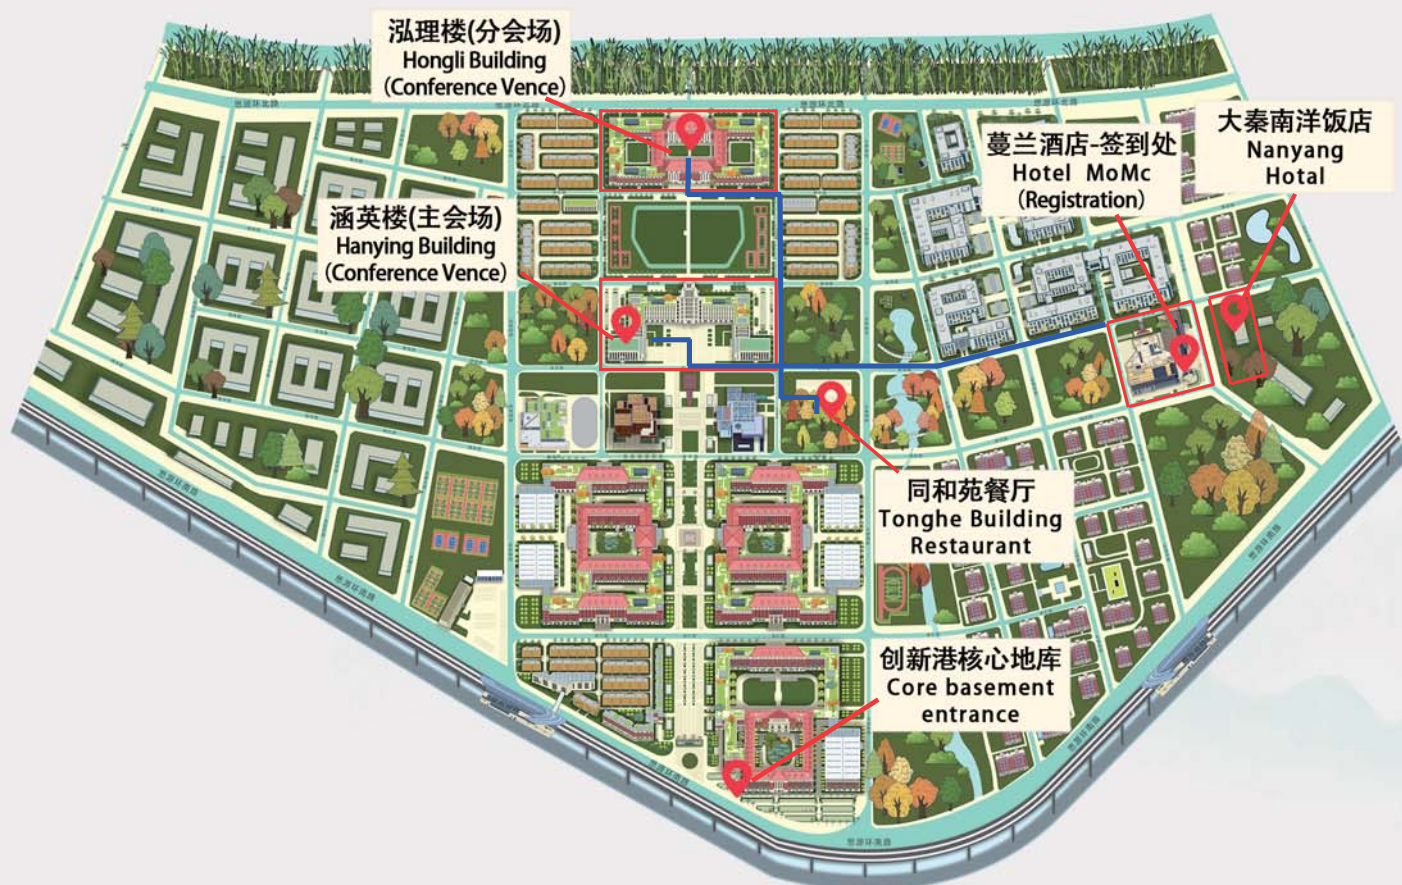 泓理楼(分会场)
Hongli Building
(Conference Vence)
大秦南洋饭店
Nanyang
Hotal
蔓兰酒店-签到处
Hotel MoMc
(Registration)
涵英楼(主会场)
Hanying Building
(Conference Vence)
同和苑餐厅
Tonghe Building
Restaurant
创新港核心地库
Core basement
entrance